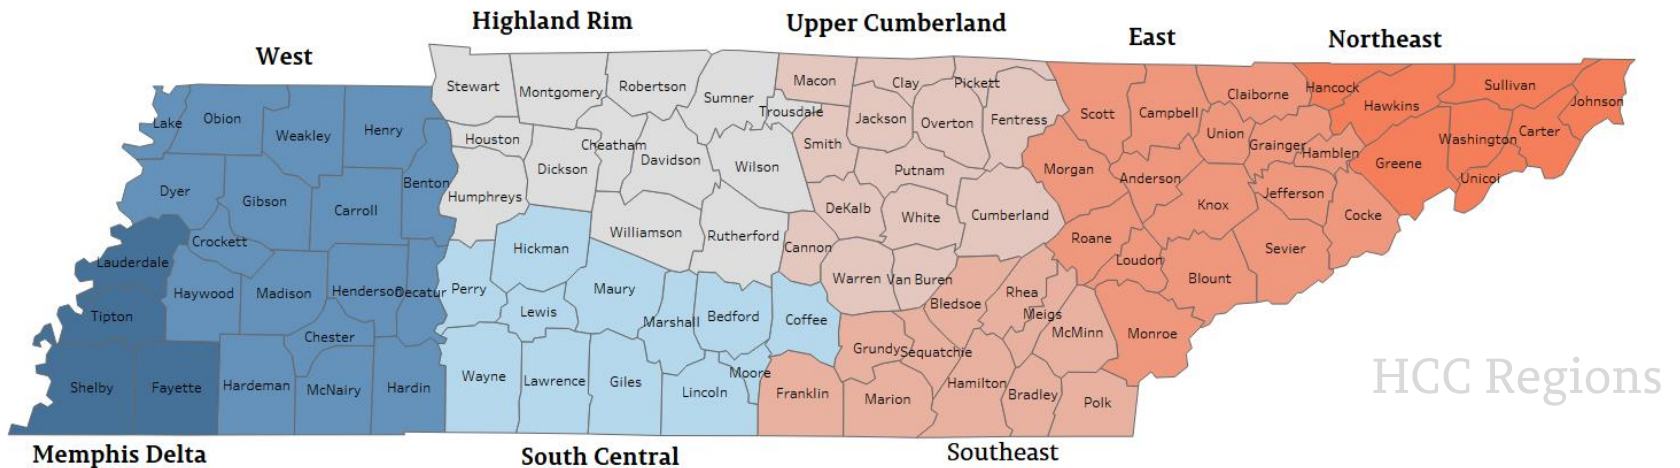 Highland Rim
Upper Cumberland
East
Northeast
West
Memphis Delta
South Central
Southeast
HCC Regions
Lake
Obion
Weakley
Henry
Dyer
Gibson
Carroll
Benton
Crockett
Lauderdale
Haywood
Madison
Henderson
Decatur
Tipton
Chester
Shelby
Fayette
Hardeman
McNairy
Hardin
Stewart
Montgomery
Robertson
Sumner
Trousdale
Houston
Cheatham
Dickson
Davidson
Wilson
Humphreys
Williamson
Rutherford
Hickman
Perry
Lewis
Maury
Marshall
Bedford
Coffee
Wayne
Lawrence
Giles
Lincoln
Moore
Macon
Clay
Pickett
Jackson
Overton
Fentress
Smith
Putnam
DeKalb
White
Cumberland
Cannon
Warren
Van Buren
Bledsoe
Rhea
Meigs
McMinn
Grundy
Sequatchie
Franklin
Marion
Hamilton
Bradley
Polk
Scott
Campbell
Claiborne
Union
Grainger
Hamblen
Morgan
Anderson
Knox
Jefferson
Cocke
Roane
Loudon
Blount
Sevier
Monroe
Hancock
Hawkins
Sullivan
Johnson
Greene
Washington
Carter
Unicoi